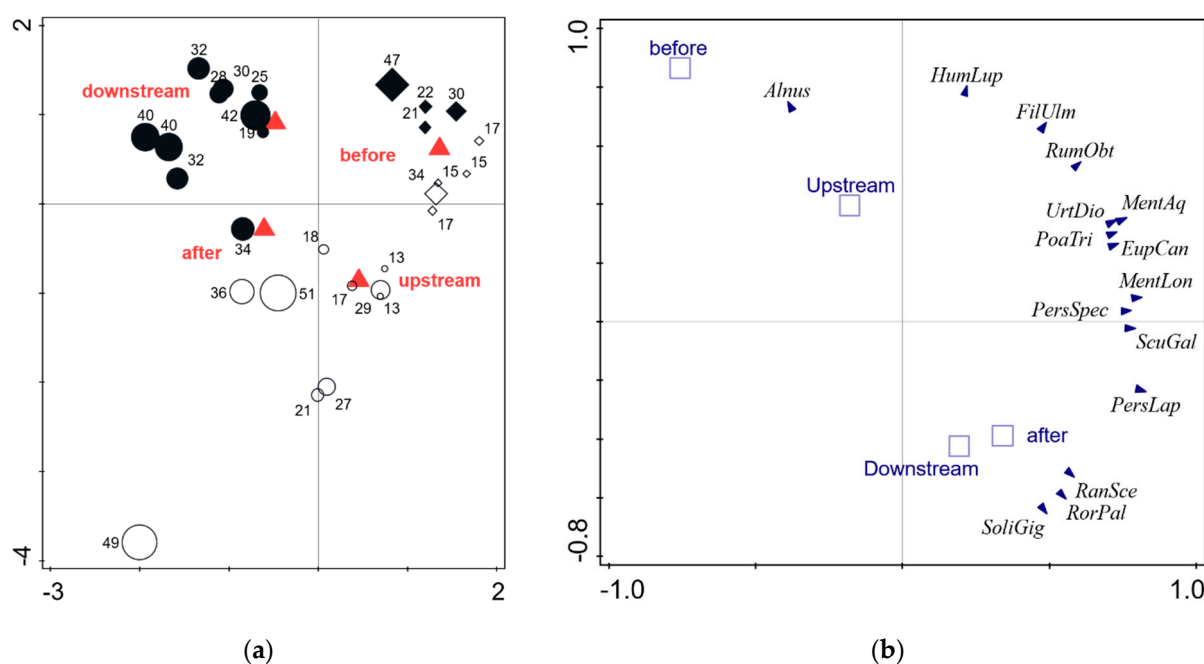 2
32
47
30
28
25
downstream
22
30
42
21
19
40
40
17
before
15
32
34
15
17
after
34
18
13
upstream
36
51
17
29
13
21
27
49
-4
-3
2
(a)
1.0
before
HumLup
Alnus
FilUlm
RumObt
Upstream
UrtDio
MentAq
PoaTri
EupCan
MentLon
PersSpec
ScuGal
PersLap
after
Downstream
RanSce
RorPal
SoliGig
-0.8
-1.0
1.0
(b)